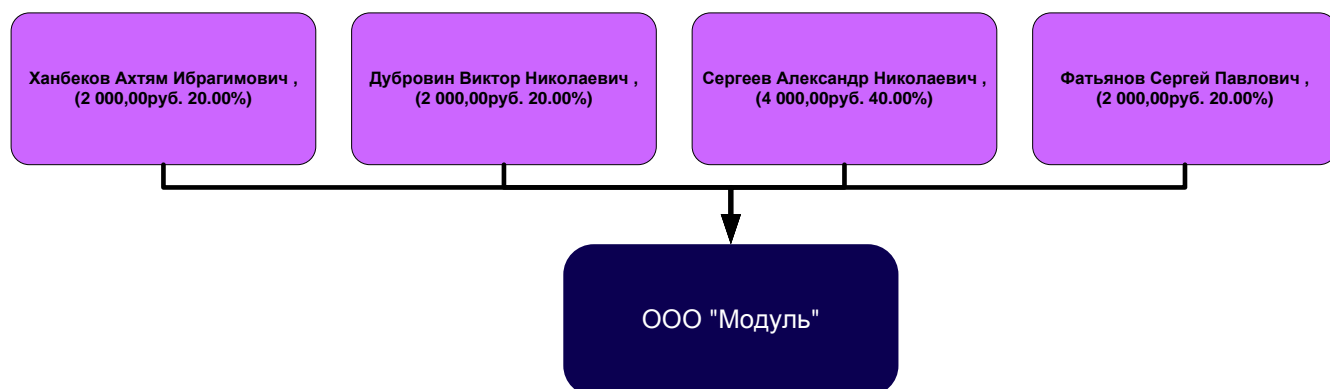 Ханбеков Ахтям Ибрагимович ,
(2 000,00руб. 20.00%)
Дубровин Виктор Николаевич ,
(2 000,00руб. 20.00%)
Сергеев Александр Николаевич ,
(4 000,00руб. 40.00%)
Фатьянов Сергей Павлович ,
(2 000,00руб. 20.00%)
ООО "Модуль"